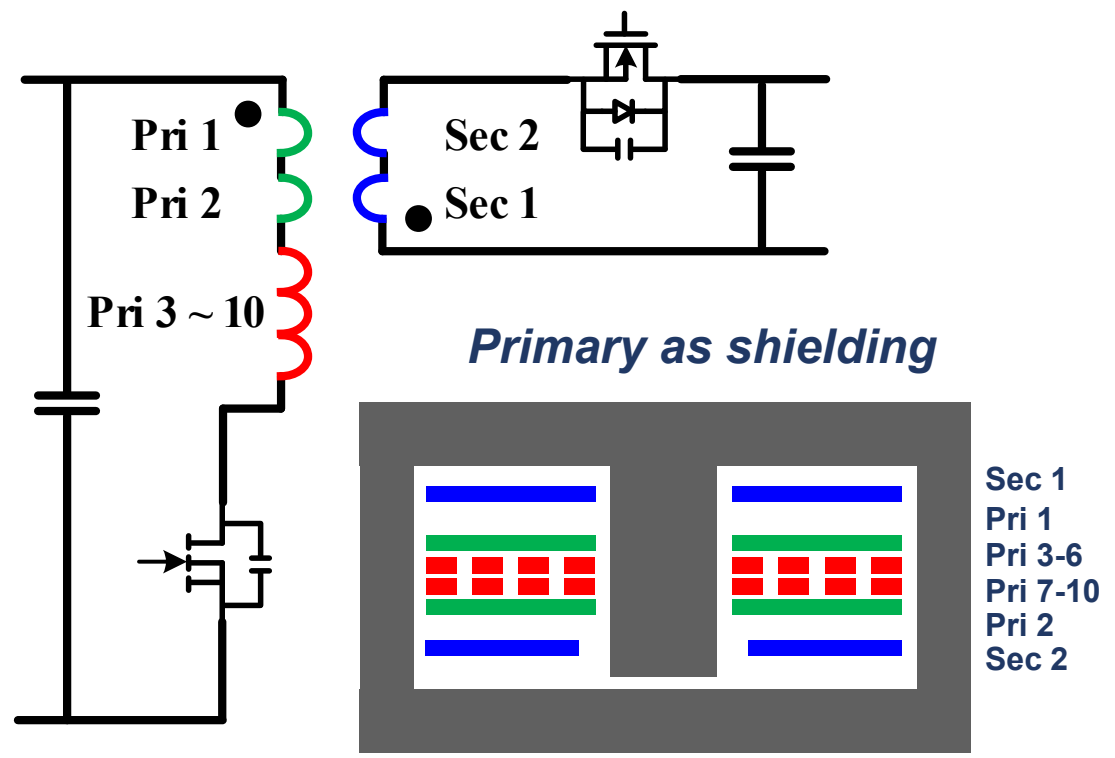 Pri 1
Sec 2
Pri 2
Sec 1
Pri 3 ~ 10
Primary as shielding
Sec 1
Pri 1
Pri 3-6
Pri 7-10
Pri 2
Sec 2